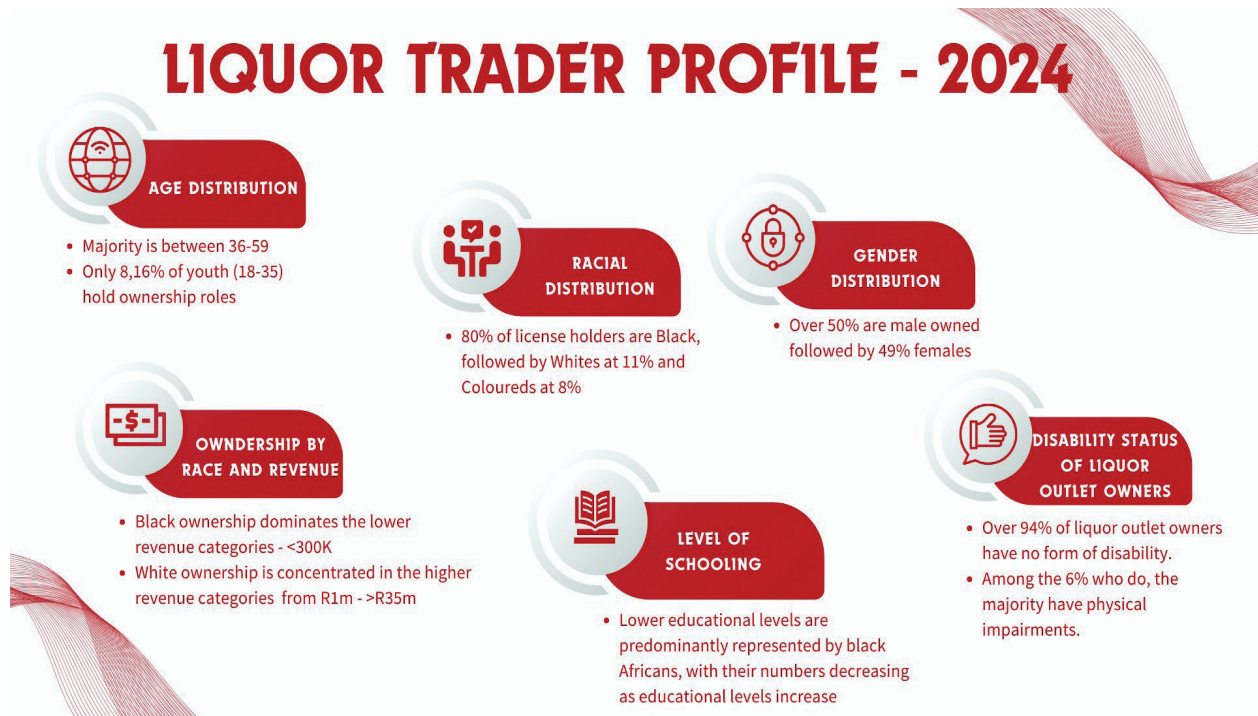 LIQUOR TRADER PROFILE - 2024
AGE DISTRIBUTION
• Majority is between 36-59
• Only 8,16% of youth (18-35)
hold ownership roles
RACIAL
DISTRIBUTION
• 80% of license holders are Black,
followed by Whites at 11% and
Coloureds at 8%
GENDER
DISTRIBUTION
• Over 50% are male owned
followed by 49% females
OWNDERSHIP BY
RACE AND REVENUE
• Black ownership dominates the lower
revenue categories - <300K
• White ownership is concentrated in the higher
revenue categories from R1m - >R35m
LEVEL OF
SCHOOLING
• Lower educational levels are
predominantly represented by black
Africans, with their numbers decreasing
as educational levels increase
DISABILITY STATUS
OF LIQUOR
OUTLET OWNERS
• Over 94% of liquor outlet owners
have no form of disability.
• Among the 6% who do, the
majority have physical
impairments.